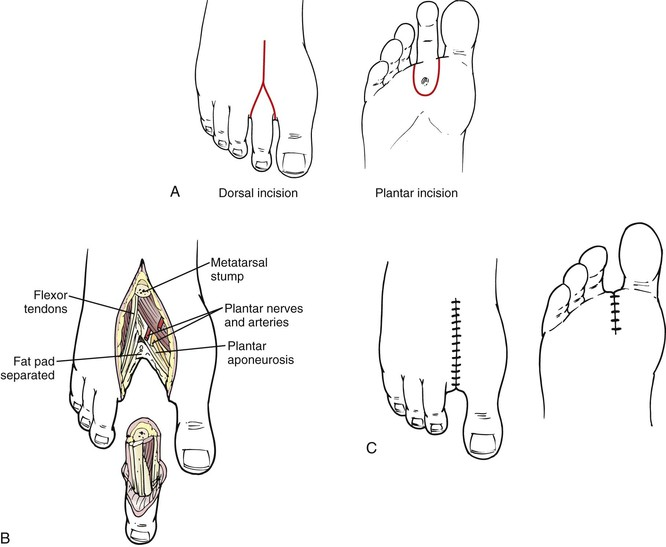 A
Dorsal incision
Plantar incision
Metatarsal
stump
Flexor
tendons
Plantar nerves
and arteries
Plantar
aponeurosis
Fat pad
separated
B
C